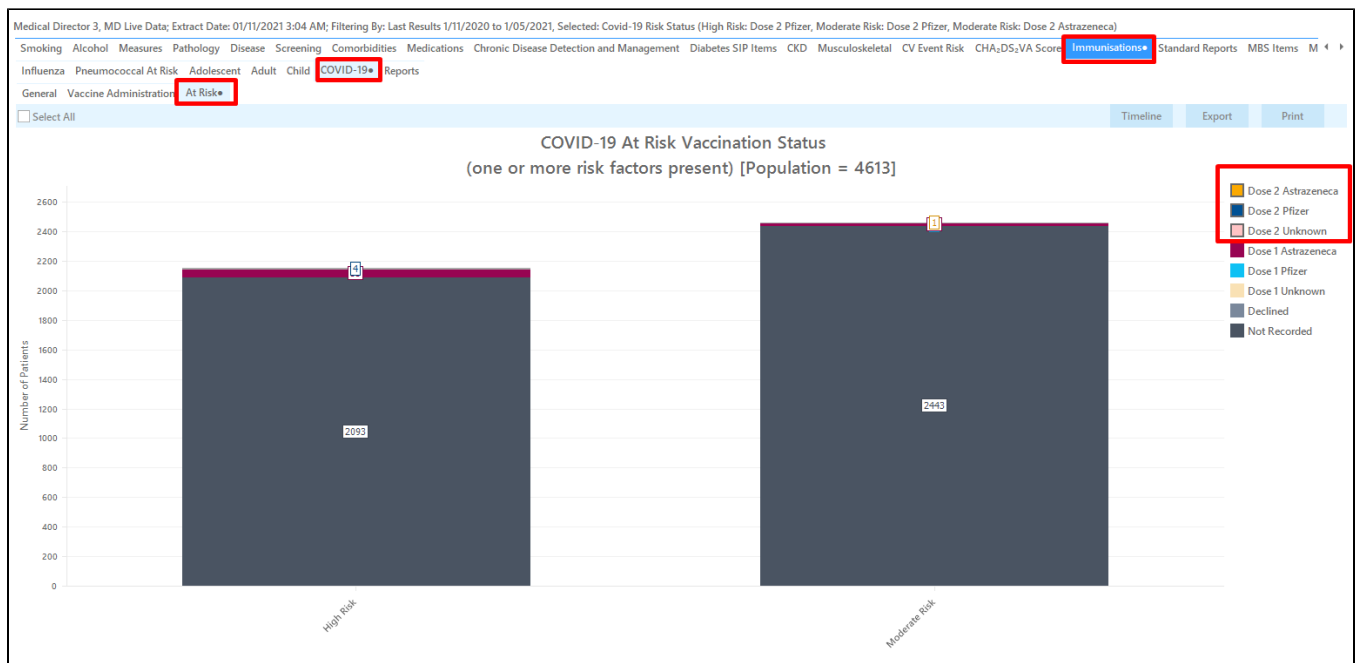 Medical Director 3, MD Live Data; Extract Date: 01/11/2021 3:04 AM; Filtering By: Last Results 1/11/2020 to 1/05/2021, Selected: Covid-19 Risk Status (High Risk: Dose 2 Pfizer, Moderate Risk: Dose 2 Pfizer, Moderate Risk: Dose 2 Astrazeneca)
Smoking Alcohol Measures Pathology Disease Screening Comorbidities Medications Chronic Disease Detection and Management Diabetes SIP Items CKD Musculoskeletal CV Event Risk CHA₂DS₂VA Score Immunisations• Standard Reports MBS Items M
Influenza Pneumococcal At Risk Adolescent Adult Child COVID-19• Reports
General Vaccine Administration At Risk•
Select All Timeline Export Print
COVID-19 At Risk Vaccination Status
(one or more risk factors present) [Population = 4613]
Dose 2 Astrazeneca
Dose 2 Pfizer
Dose 2 Unknown
Dose 1 Astrazeneca
Dose 1 Pfizer
Dose 1 Unknown
Declined
Not Recorded
Number of Patients
2600
2400
2200
2000
1800
1600
1400
1200
1000
800
600
400
200
0
4
1
2093
2443
High Risk
Moderate Risk